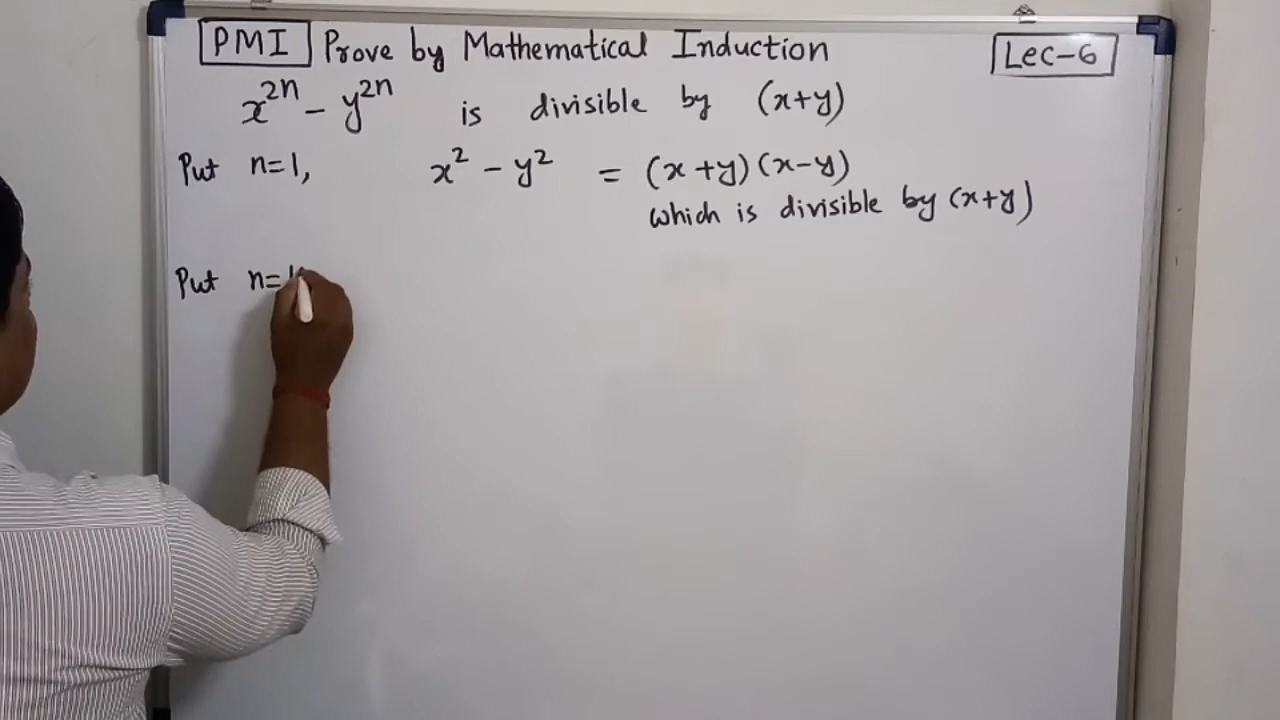 PMI Prove by Mathematical Induction Lec-6
x²ⁿ - y²ⁿ is divisible by (x+y)
Put n=1, x² - y² = (x+y)(x-y)
which is divisible by (x+y)
Put n=